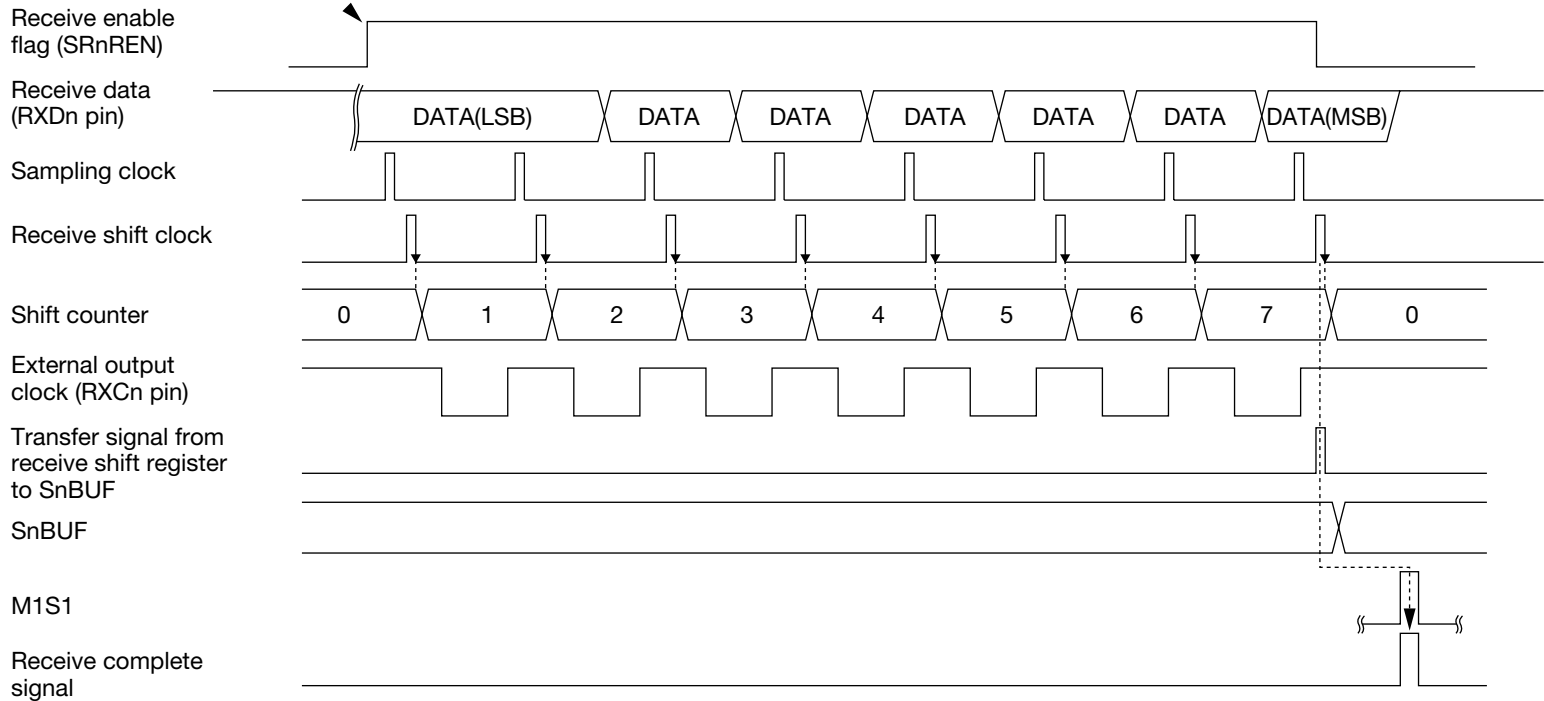 Receive enable
flag (SRnREN)
Receive data
(RXDn pin)
DATA(LSB) DATA DATA DATA DATA DATA DATA(MSB)
Sampling clock
Receive shift clock
Shift counter
0 1 2 3 4 5 6 7 0
External output
clock (RXCn pin)
Transfer signal from
receive shift register
to SnBUF
SnBUF
M1S1
Receive complete
signal